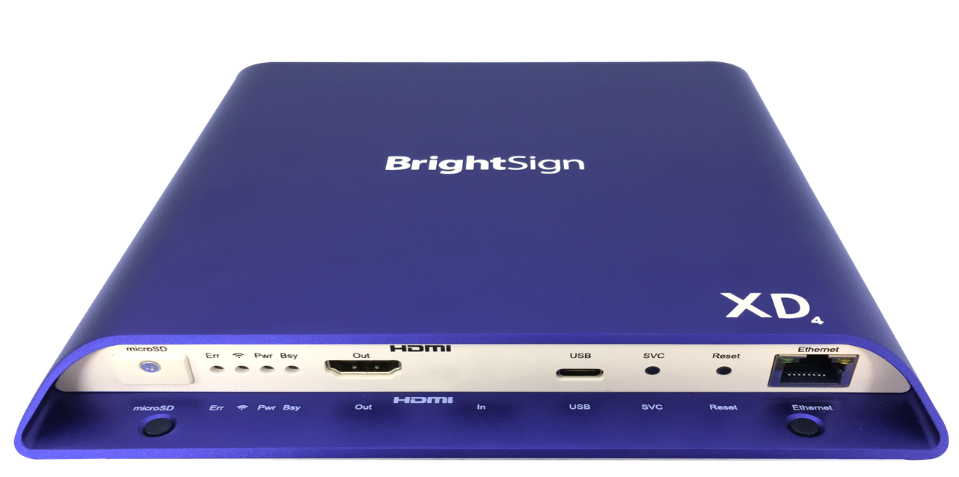 BrightSign
XD4
microSD Err Pwr Bsy Out HDMI USB SVC Reset Ethernet
microSD Err Pwr Bsy Out HDMI In USB SVC Reset Ethernet